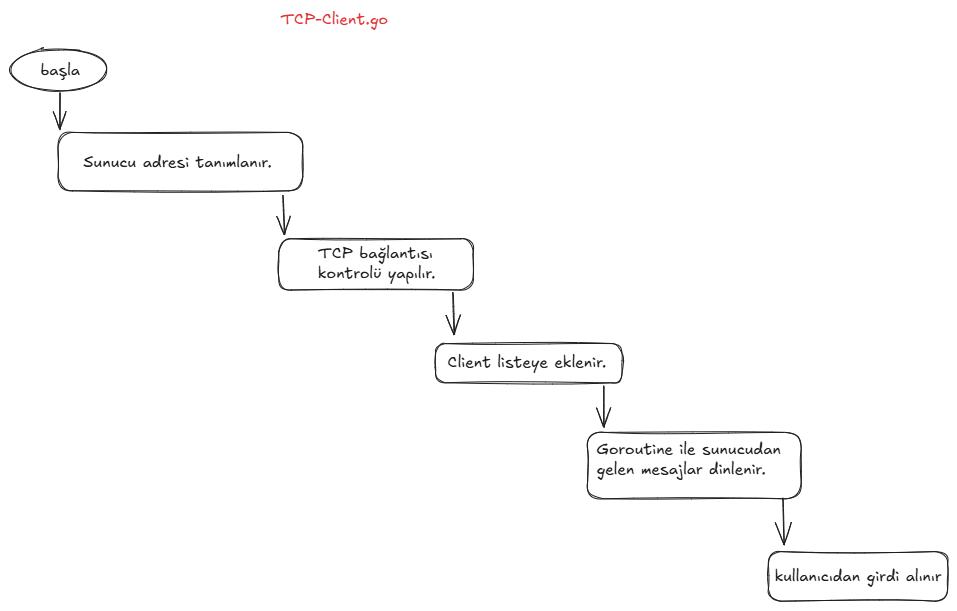 TCP-Client.go
başla
Sunucu adresi tanımlanır.
TCP bağlantısı
kontrolü yapılır.
Client listeye eklenir.
Goroutine ile sunucudan
gelen mesajlar dinlenir.
kullanıcıdan girdi alınır